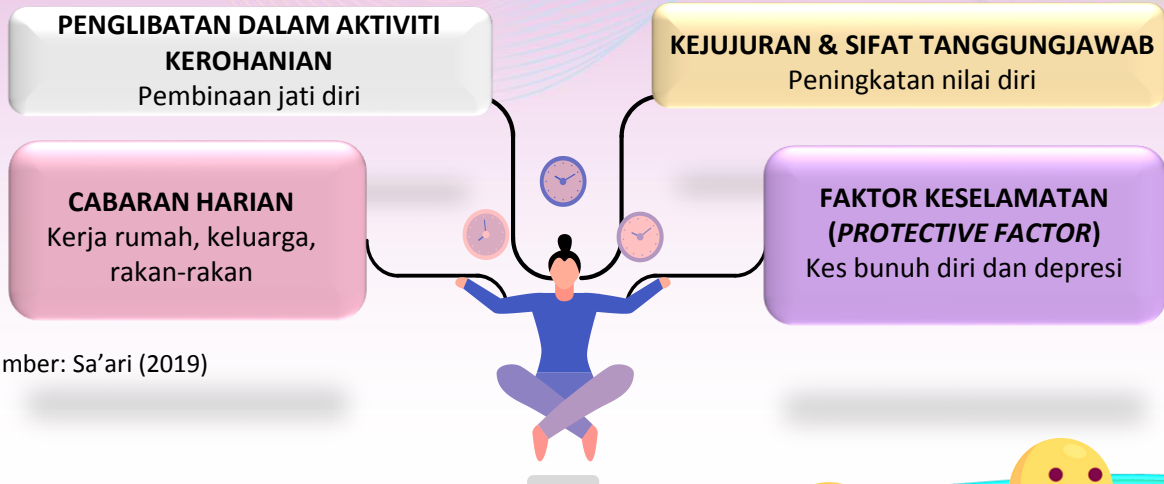 PENGLIBATAN DALAM AKTIVITI
KEROHANIAN
Pembinaan jati diri
KEJUJURAN & SIFAT TANGGUNGJAWAB
Peningkatan nilai diri
CABARAN HARIAN
Kerja rumah, keluarga,
rakan-rakan
FAKTOR KESELAMATAN
(PROTECTIVE FACTOR)
Kes bunuh diri dan depresi
mber: Sa’ari (2019)